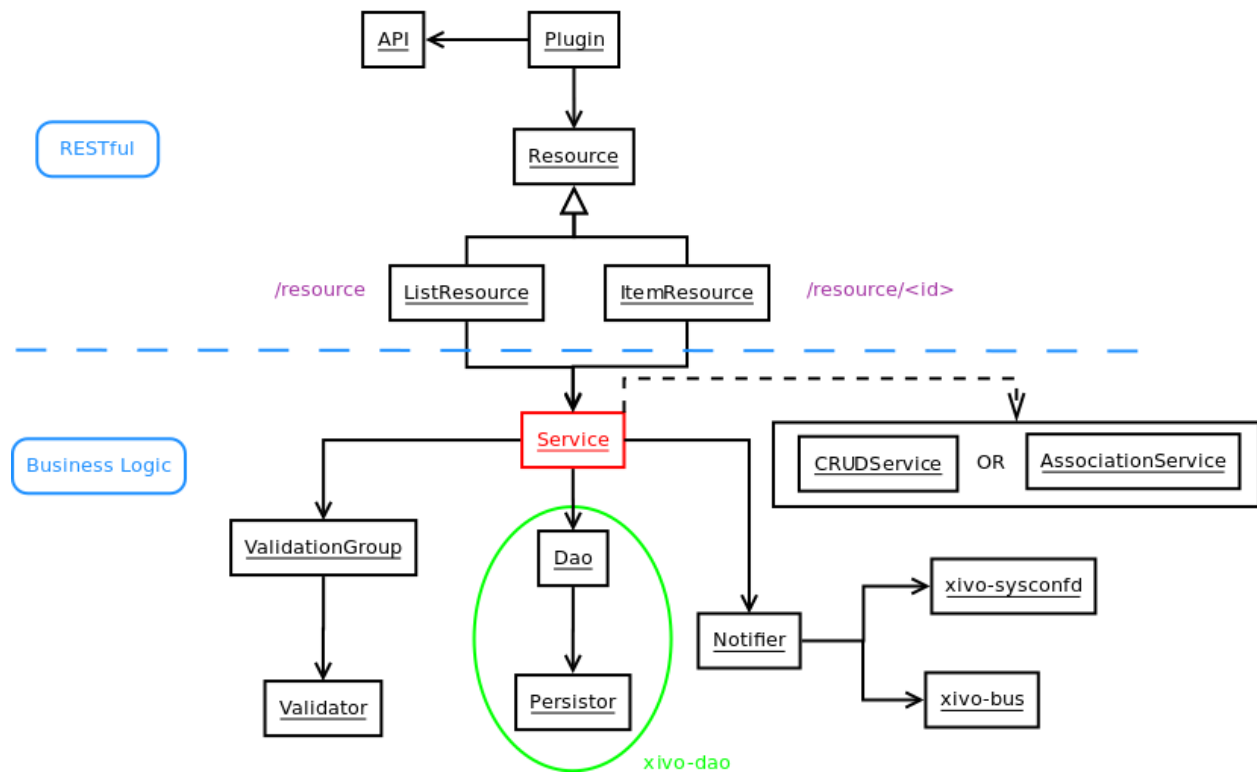 API
Plugin
RESTful
Resource
/resource
ListResource
ItemResource
/resource/<id>
Service
Business Logic
CRUDService
OR
AssociationService
ValidationGroup
Dao
xivo-sysconfd
Notifier
Validator
Persistor
xivo-bus
xivo-dao